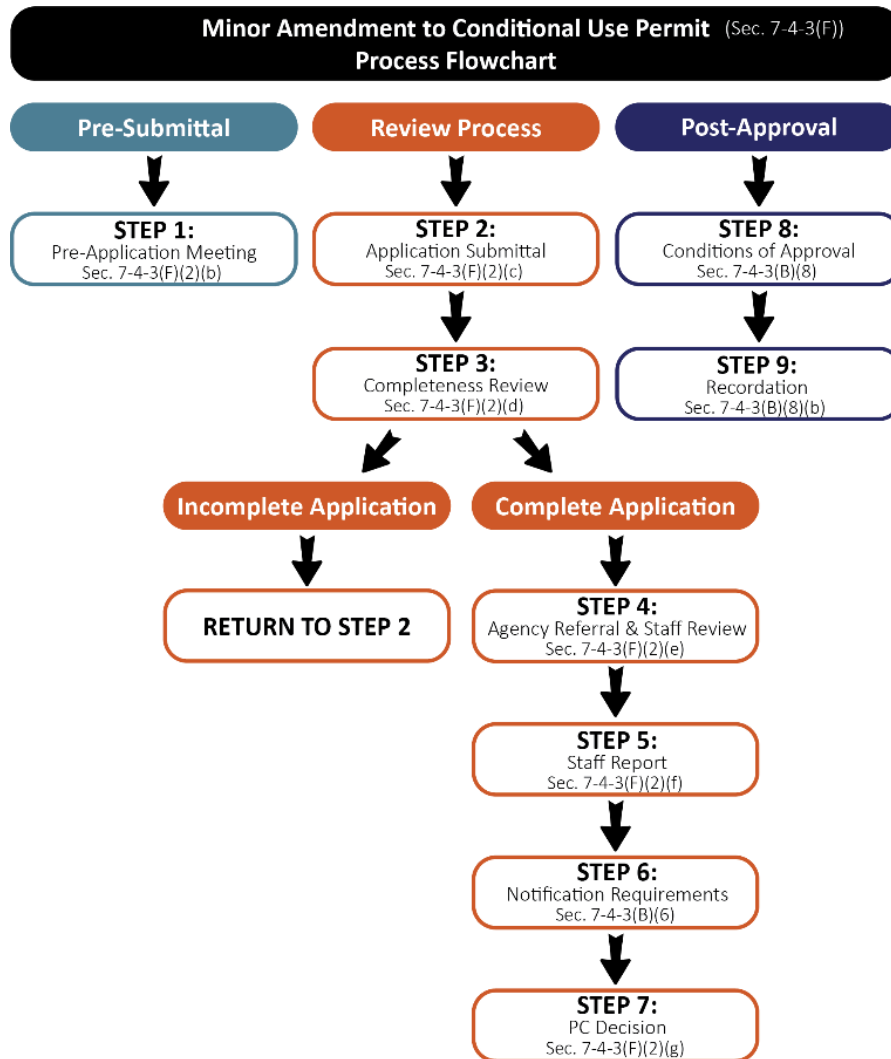 Minor Amendment to Conditional Use Permit (Sec. 7-4-3(F))
Process Flowchart
Pre-Submittal
STEP 1:
Pre-Application Meeting
Sec. 7-4-3(F)(2)(b)
Review Process
STEP 2:
Application Submittal
Sec. 7-4-3(F)(2)(c)
STEP 3:
Completeness Review
Sec. 7-4-3(F)(2)(d)
Incomplete Application
RETURN TO STEP 2
Complete Application
STEP 4:
Agency Referral & Staff Review
Sec. 7-4-3(F)(2)(e)
STEP 5:
Staff Report
Sec. 7-4-3(F)(2)(f)
STEP 6:
Notification Requirements
Sec. 7-4-3(B)(6)
STEP 7:
PC Decision
Sec. 7-4-3(F)(2)(g)
Post-Approval
STEP 8:
Conditions of Approval
Sec. 7-4-3(B)(8)
STEP 9:
Recordation
Sec. 7-4-3(B)(8)(b)